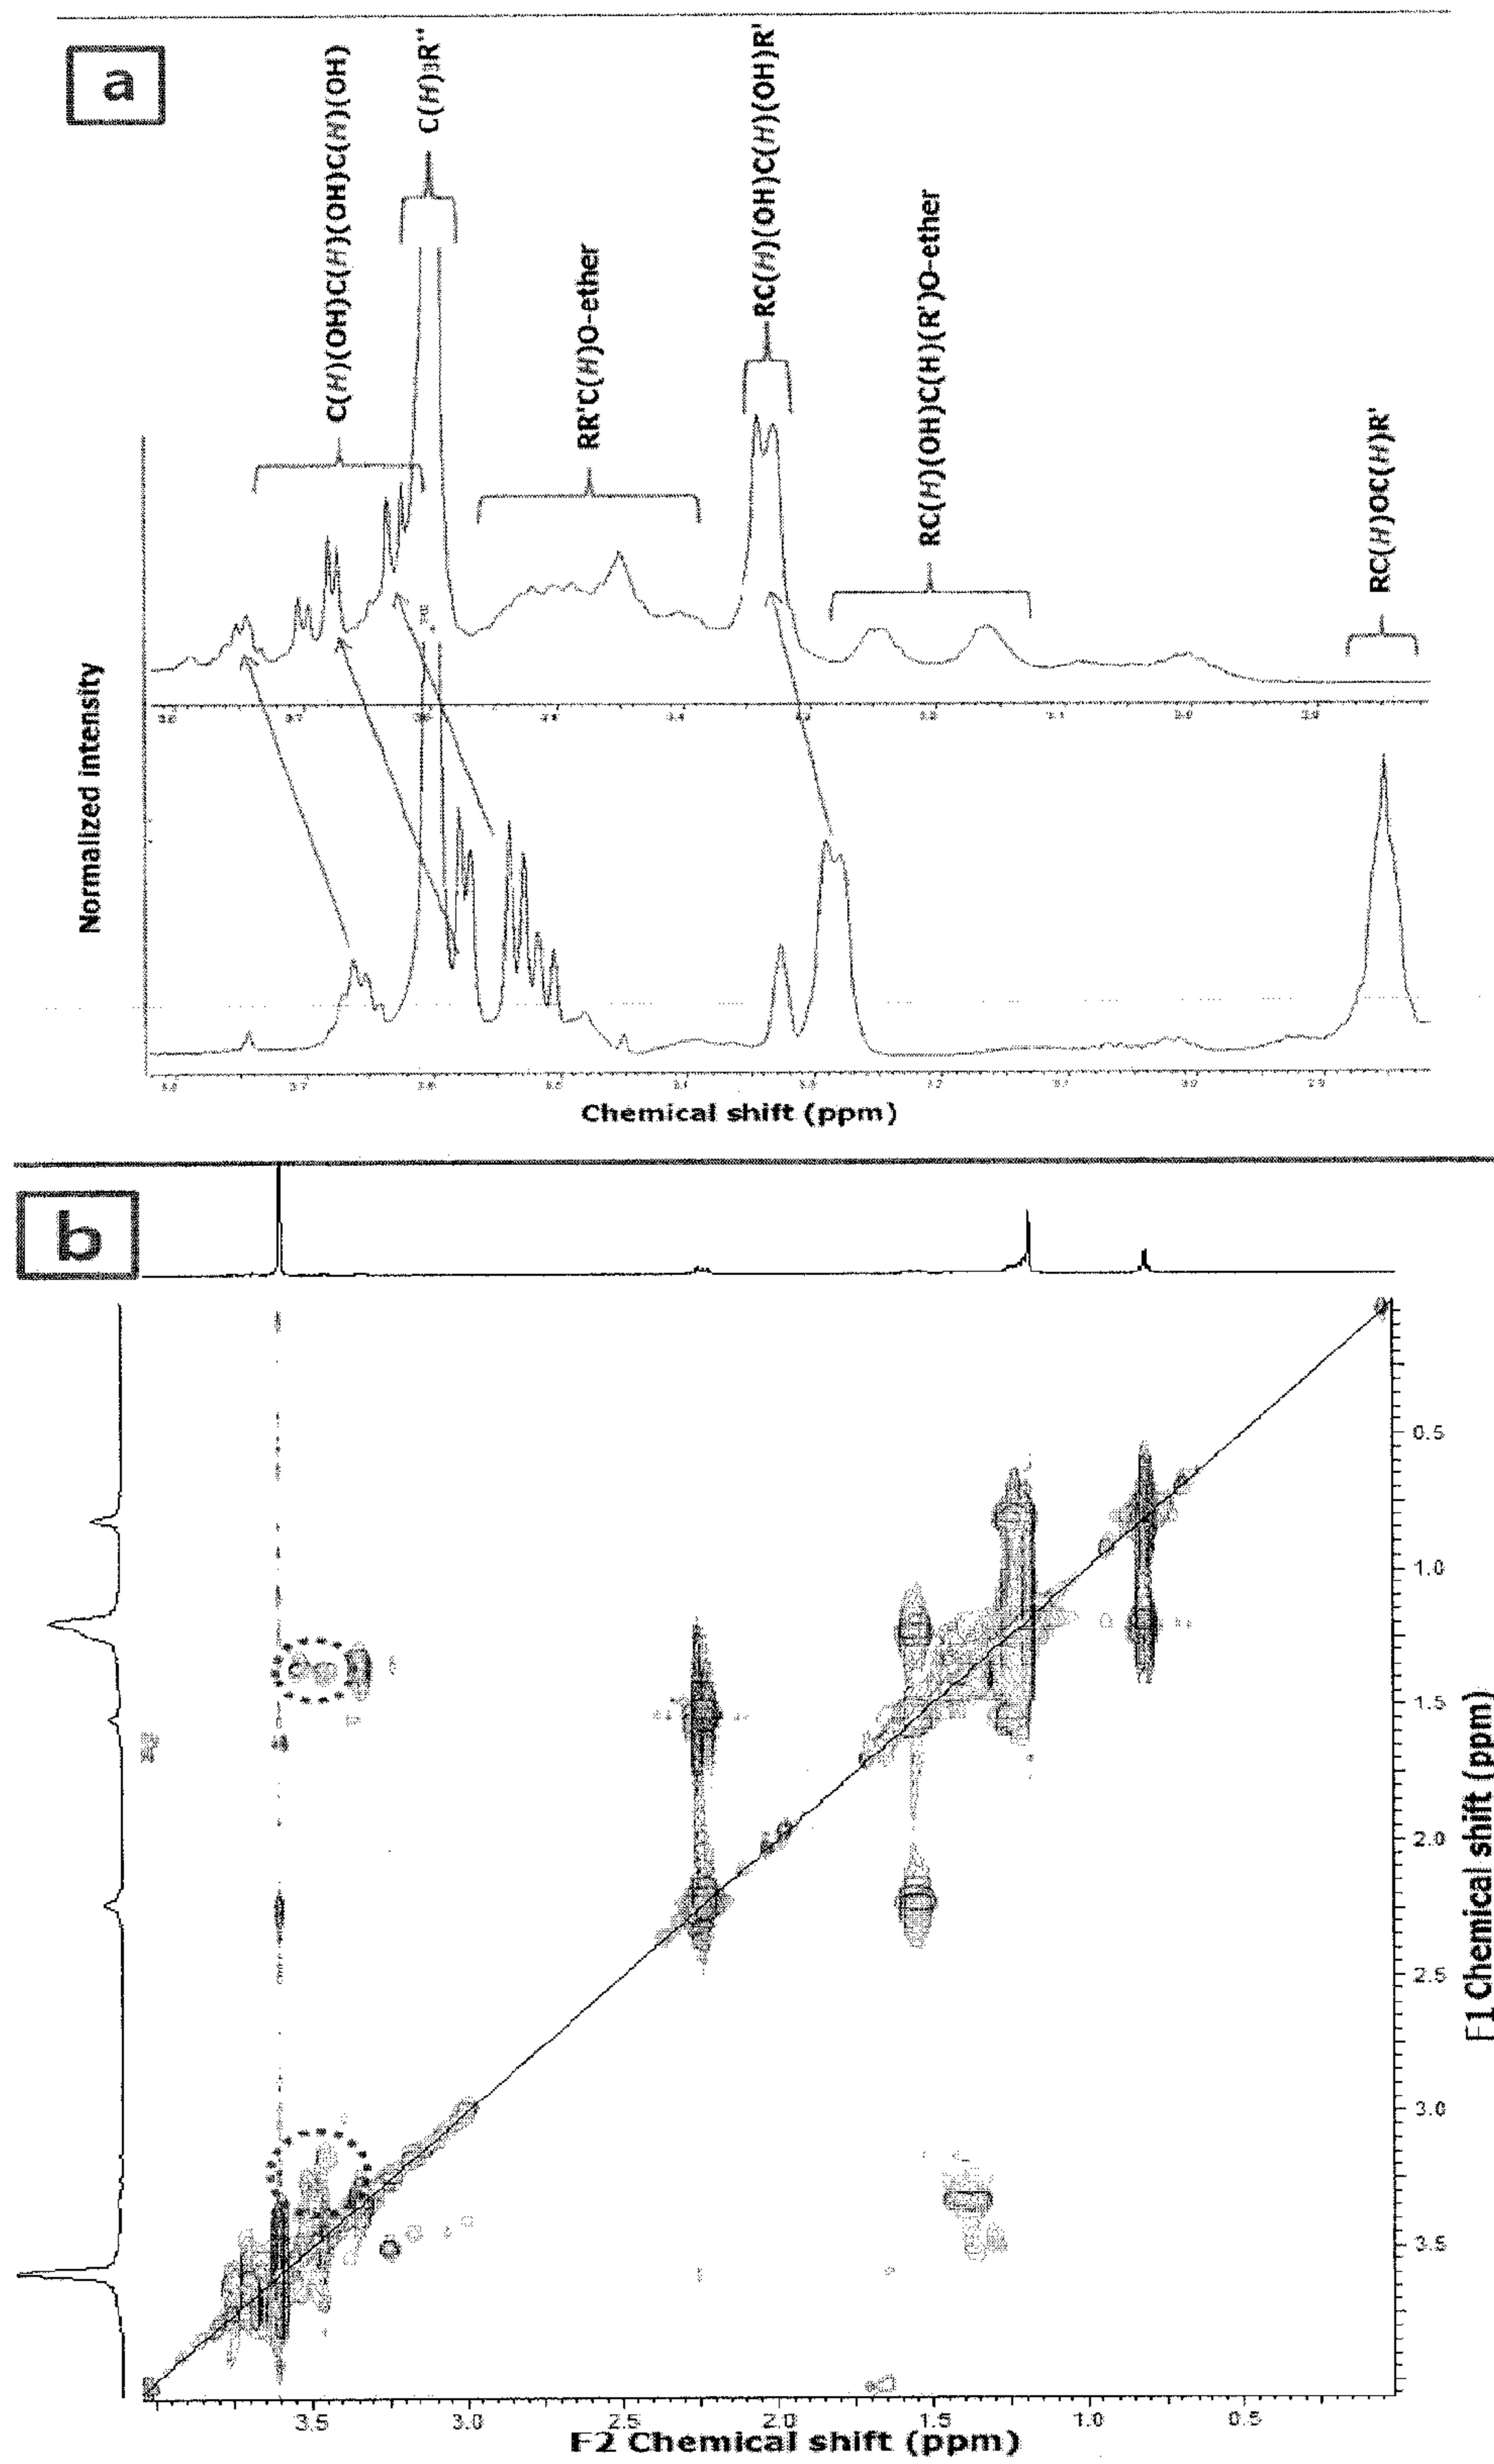 a
C(H)(OH)C(H)(OH)C(H)(OH)
C(H)₃R''
RR'C(H)O-ether
RC(H)(OH)C(H)(OH)R'
RC(H)(OH)C(H)(R')O-ether
RC(H)OC(H)R'
Normalized intensity
Chemical shift (ppm)
b
0.5
1.0
1.5
2.0
2.5
3.0
3.5
F1 Chemical shift (ppm)
3.5 3.0 2.5 2.0 1.5 1.0 0.5
F2 Chemical shift (ppm)